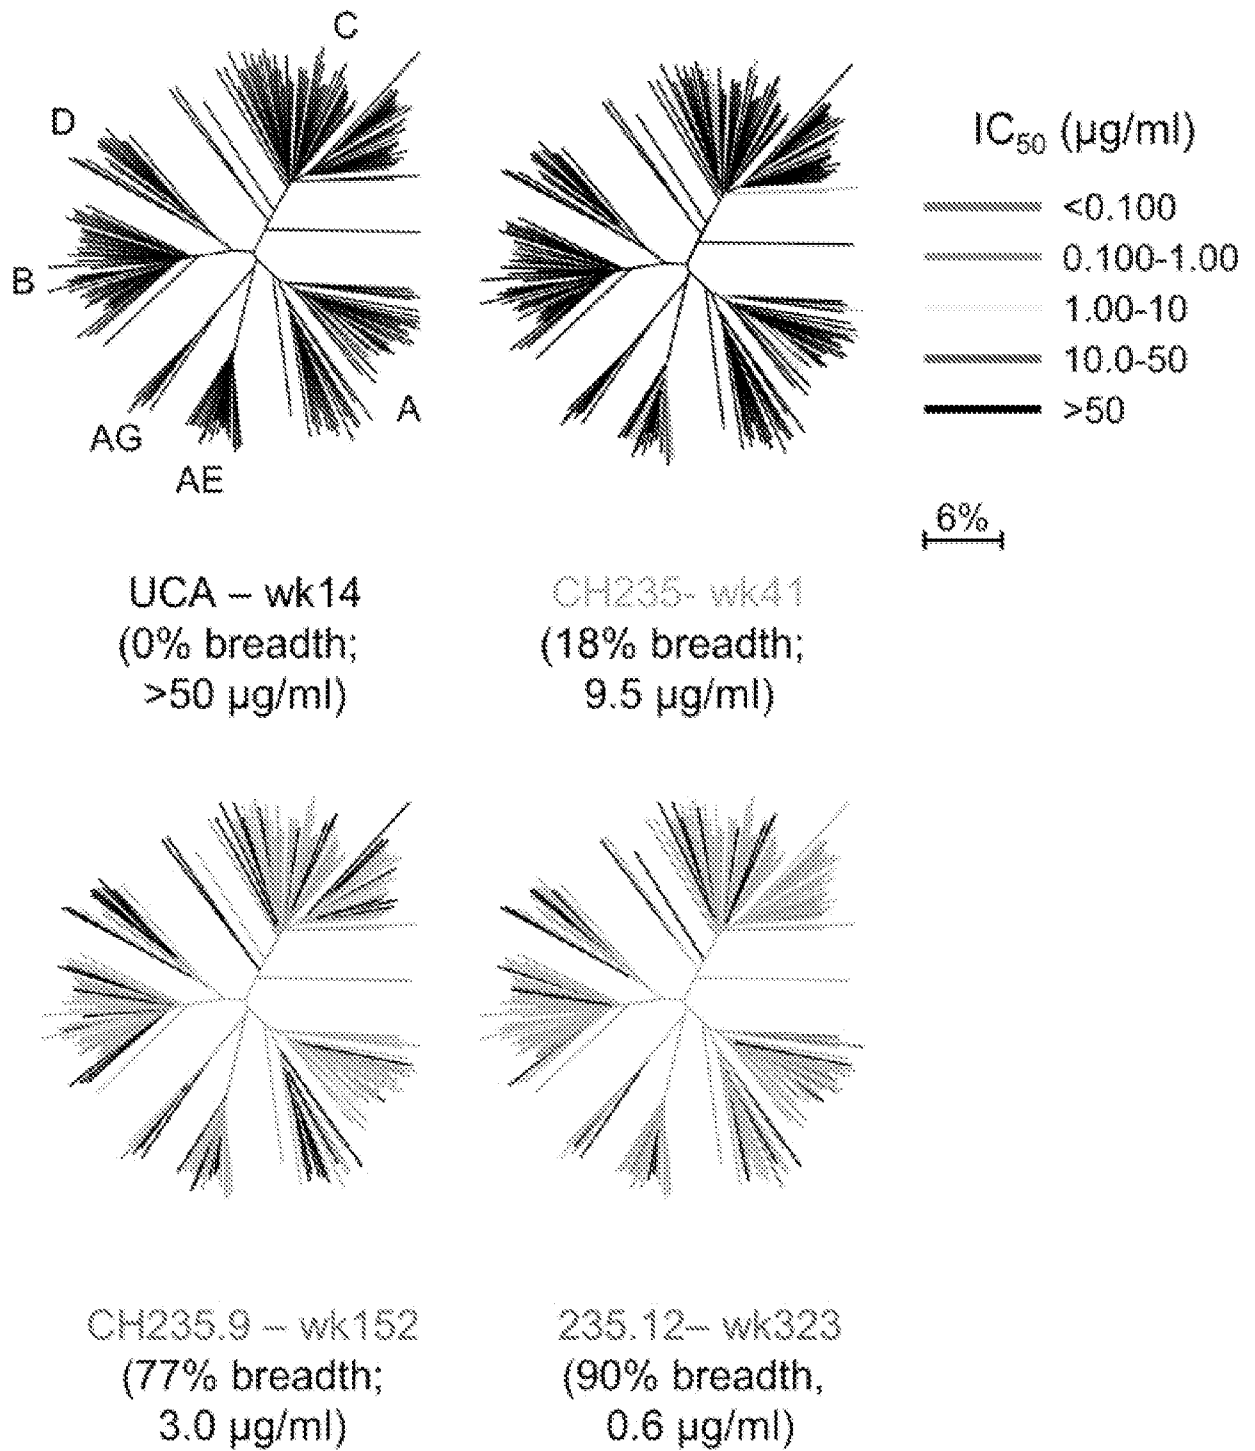 C
D
B
AG
AE
A
IC50 (µg/ml)
<0.100
0.100-1.00
1.00-10
10.0-50
>50
6%
UCA – wk14
(0% breadth;
>50 µg/ml)
CH235- wk41
(18% breadth;
9.5 µg/ml)
CH235.9 – wk152
(77% breadth;
3.0 µg/ml)
235.12– wk323
(90% breadth,
0.6 µg/ml)